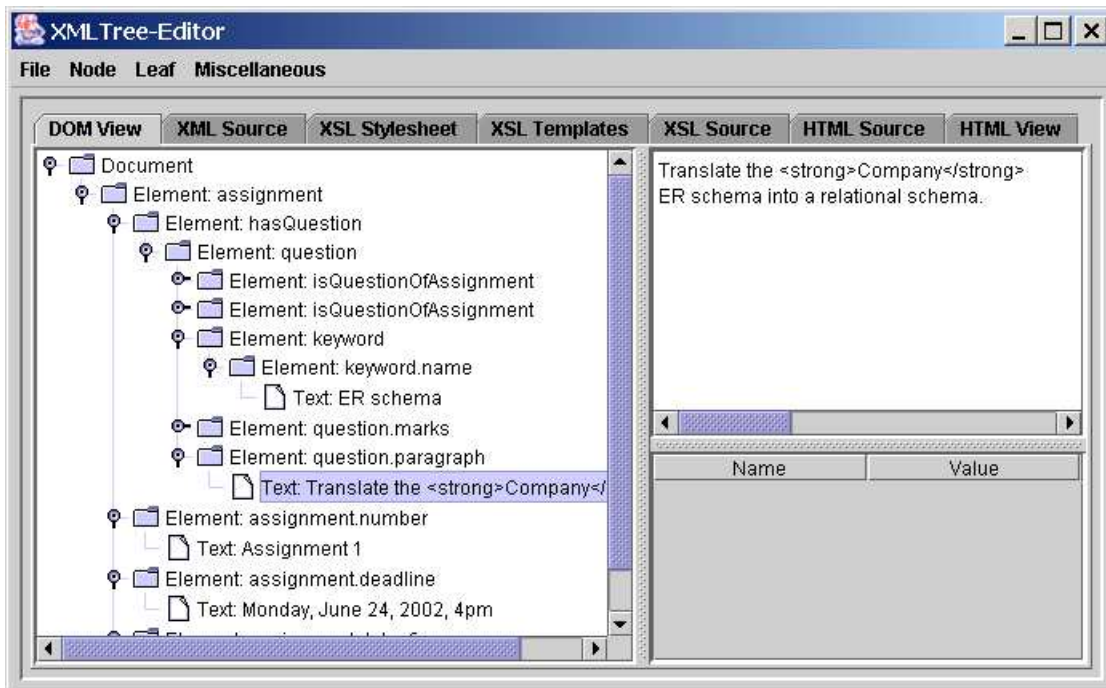 XMLTree-Editor
File Node Leaf Miscellaneous
DOM View XML Source XSL Stylesheet XSL Templates XSL Source HTML Source HTML View
Document
Element: assignment
Element: hasQuestion
Element: question
Element: isQuestionOfAssignment
Element: isQuestionOfAssignment
Element: keyword
Element: keyword.name
Text: ER schema
Element: question.marks
Element: question.paragraph
Text: Translate the <strong>Company</
Element: assignment.number
Text: Assignment 1
Element: assignment.deadline
Text: Monday, June 24, 2002, 4pm
Translate the <strong>Company</strong>
ER schema into a relational schema.
Name Value